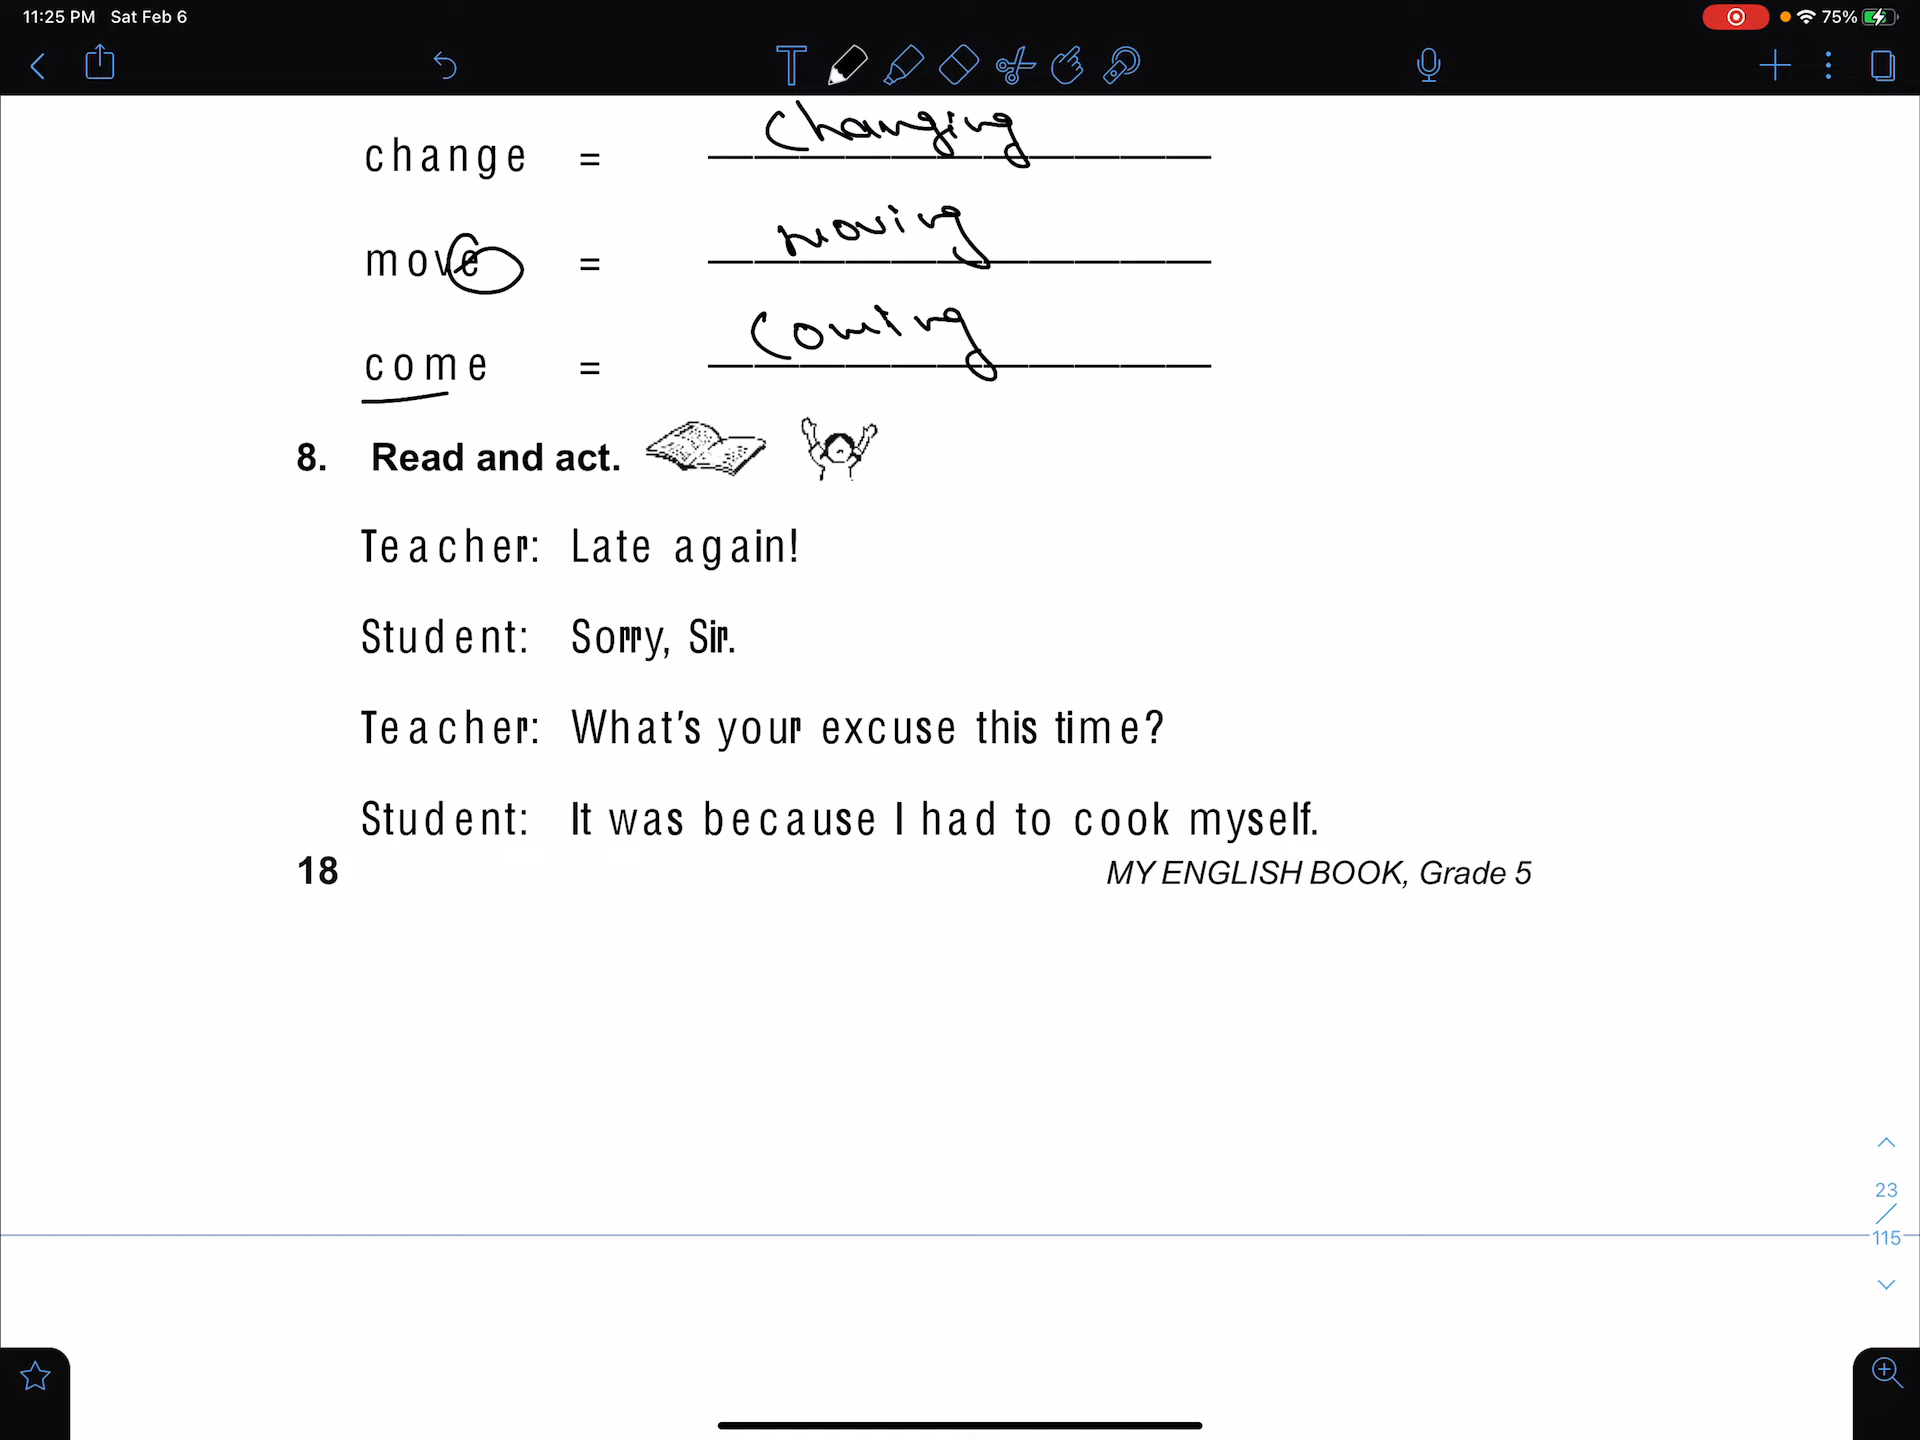 11:25 PM Sat Feb 6 75%
change = changing
move = moving
come = coming
8. Read and act.
Teacher: Late again!
Student: Sorry, Sir.
Teacher: What's your excuse this time?
Student: It was because I had to cook myself.
18 MY ENGLISH BOOK, Grade 5
23
/
115